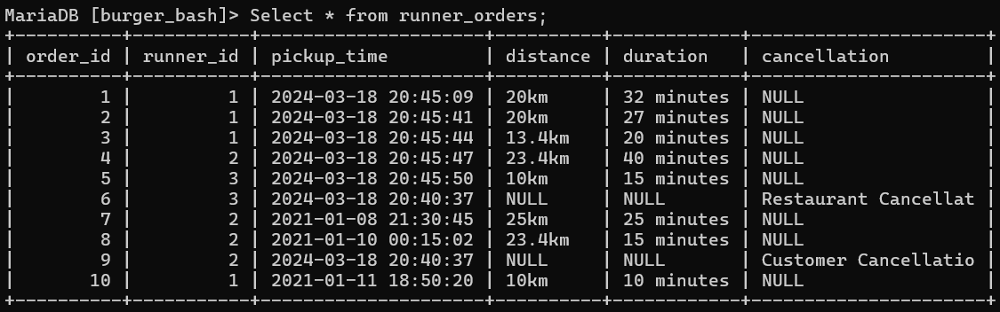 MariaDB [burger_bash]> Select * from runner_orders;
+----------+-----------+---------------------+----------+------------+----------------------+
| order_id | runner_id | pickup_time         | distance | duration   | cancellation         |
+----------+-----------+---------------------+----------+------------+----------------------+
|        1 |         1 | 2024-03-18 20:45:09 | 20km     | 32 minutes | NULL                 |
|        2 |         1 | 2024-03-18 20:45:41 | 20km     | 27 minutes | NULL                 |
|        3 |         1 | 2024-03-18 20:45:44 | 13.4km   | 20 minutes | NULL                 |
|        4 |         2 | 2024-03-18 20:45:47 | 23.4km   | 40 minutes | NULL                 |
|        5 |         3 | 2024-03-18 20:45:50 | 10km     | 15 minutes | NULL                 |
|        6 |         3 | 2024-03-18 20:40:37 | NULL     | NULL       | Restaurant Cancellat |
|        7 |         2 | 2021-01-08 21:30:45 | 25km     | 25 minutes | NULL                 |
|        8 |         2 | 2021-01-10 00:15:02 | 23.4km   | 15 minutes | NULL                 |
|        9 |         2 | 2024-03-18 20:40:37 | NULL     | NULL       | Customer Cancellatio |
|       10 |         1 | 2021-01-11 18:50:20 | 10km     | 10 minutes | NULL                 |
+----------+-----------+---------------------+----------+------------+----------------------+